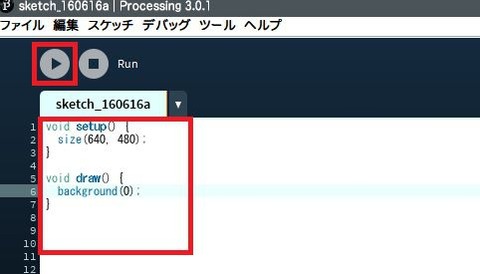 sketch_160616a | Processing 3.0.1
ファイル 編集 スケッチ デバッグ ツール ヘルプ
Run
sketch_160616a
1 void setup() {
2 size(640, 480);
3 }
4
5 void draw() {
6 background(0);
7 }
8
9
10
11
12